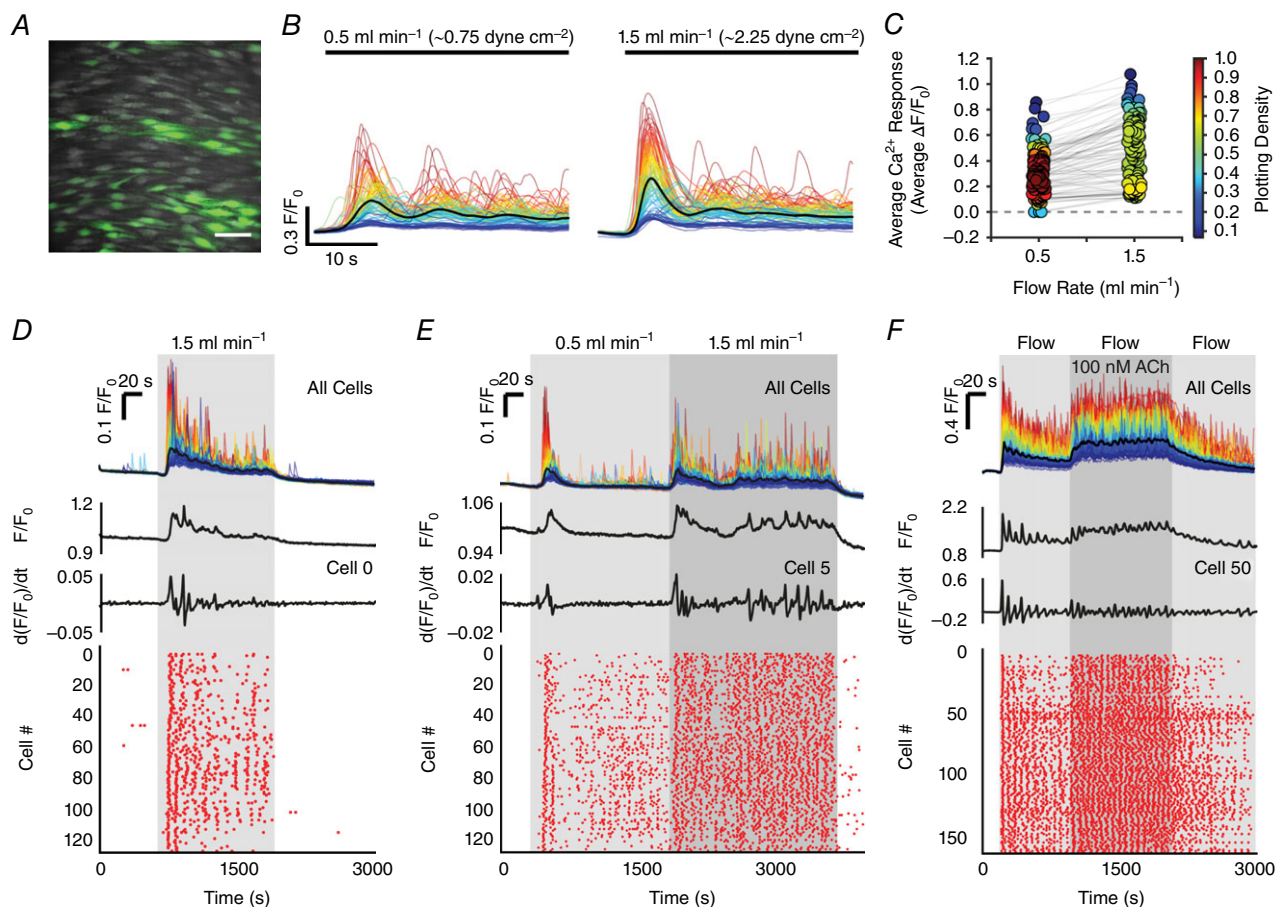 A
B
0.5 ml min⁻¹ (~0.75 dyne cm⁻²)
1.5 ml min⁻¹ (~2.25 dyne cm⁻²)
0.3 F/F₀
10 s
C
Average Ca²⁺ Response
(Average ΔF/F₀)
1.2
1.0
0.8
0.6
0.4
0.2
0.0
−0.2
0.5
1.5
Flow Rate (ml min⁻¹)
1.0
0.9
0.8
0.7
0.6
0.5
0.4
0.3
0.2
0.1
Plotting Density
D
1.5 ml min⁻¹
0.1 F/F₀
20 s
All Cells
F/F₀
1.2
0.9
Cell 0
d(F/F₀)/dt
0.05
−0.05
Cell #
0
20
40
60
80
100
120
0
1500
3000
Time (s)
E
0.5 ml min⁻¹
1.5 ml min⁻¹
0.1 F/F₀
20 s
All Cells
F/F₀
1.06
0.94
Cell 5
d(F/F₀)/dt
0.02
−0.02
Cell #
0
20
40
60
80
100
120
0
1500
3000
Time (s)
F
Flow
Flow
Flow
100 nM ACh
0.4 F/F₀
20 s
All Cells
F/F₀
2.2
0.8
Cell 50
d(F/F₀)/dt
0.6
−0.2
Cell #
0
50
100
150
0
1500
3000
Time (s)